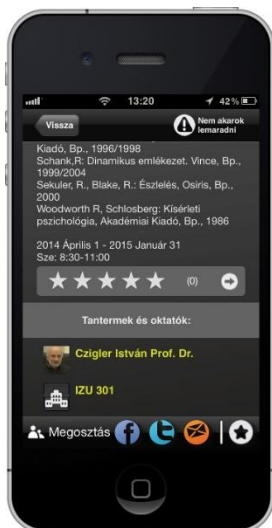 13:20
42%
Vissza
Nem akarok
lemaradni
Kiadó, Bp., 1996/1998
Schank,R: Dinamikus emlékezet. Vince, Bp.,
1999/2004
Sekuler, R., Blake, R.: Észlelés, Osiris, Bp.,
2000
Woodworth R, Schlosberg: Kísérleti
pszichológia, Akadémiai Kiadó, Bp., 1986
2014 Április 1 - 2015 Január 31
Sze: 8:30-11:00
(0)
Tantermek és oktatók:
Czigler István Prof. Dr.
IZU 301
Megosztás